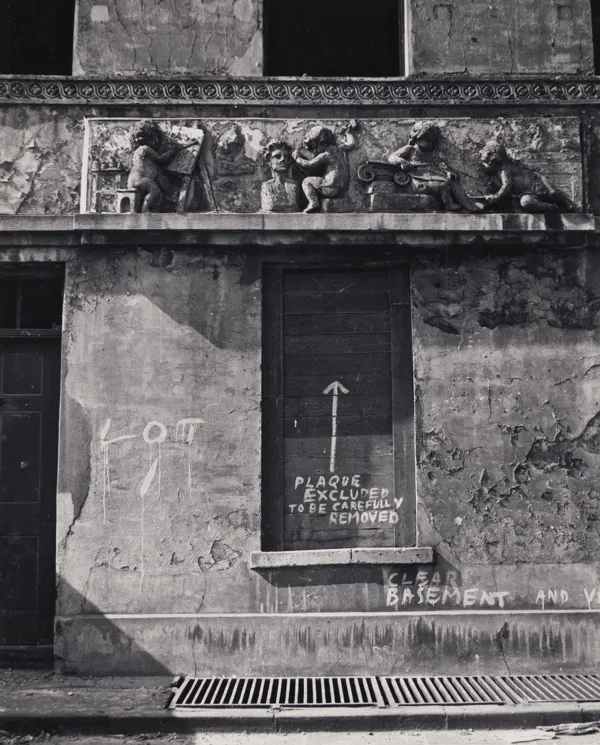 LOT
PLAQUE
EXCLUDED
TO BE CAREFULLY
REMOVED
CLEAR
BASEMENT AND V